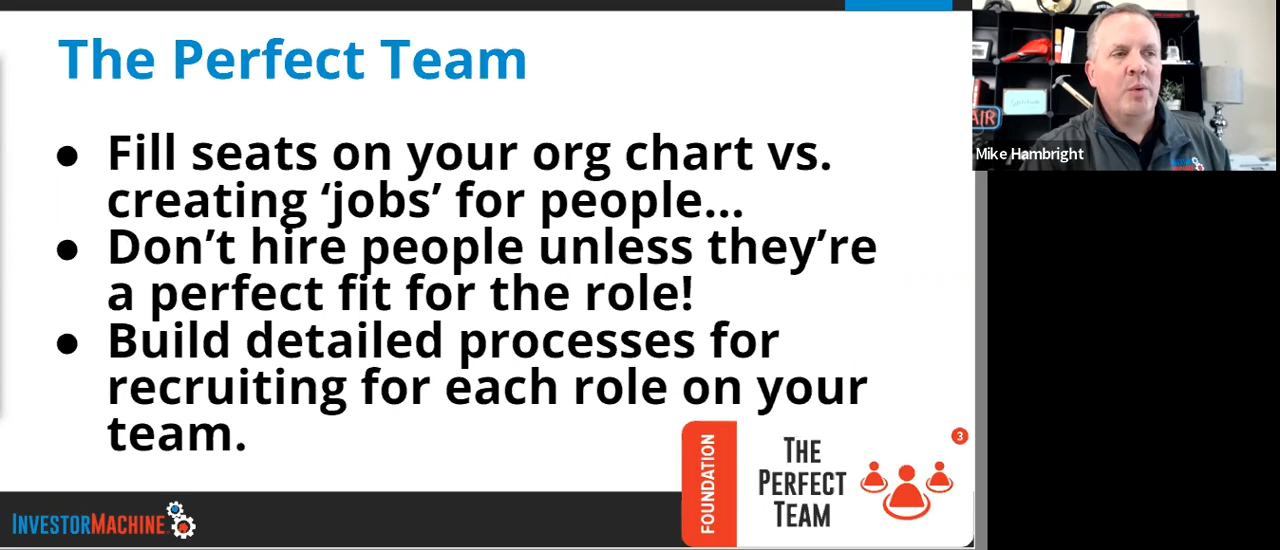 The Perfect Team
● Fill seats on your org chart vs.
creating ‘jobs’ for people...
● Don’t hire people unless they’re
a perfect fit for the role!
● Build detailed processes for
recruiting for each role on your
team.
FOUNDATION
THE
PERFECT
TEAM
3
INVESTORMACHINE
AIR
Mike Hambright